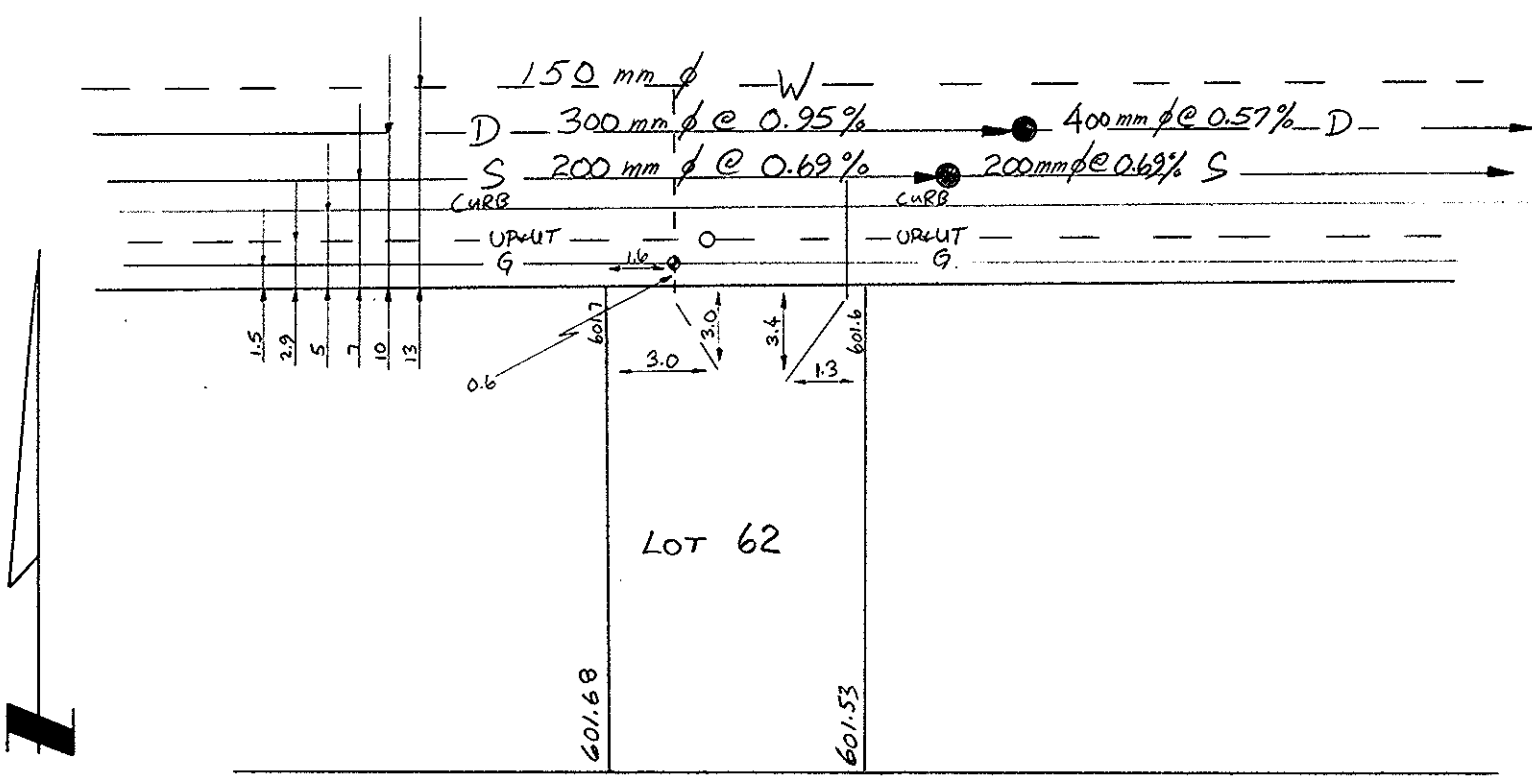 150 mm ⌀ W
D 300 mm ⌀ @ 0.95% 400 mm ⌀ @ 0.57% D
S 200 mm ⌀ @ 0.69% 200 mm ⌀ @ 0.69% S
CURB CURB
UP&UT UP&UT
G 1.6 G.
1.5 2.9 5 7 10 13
601.7 3.0 3.4 601.6
3.0 1.3
0.6
LOT 62
601.68 601.53